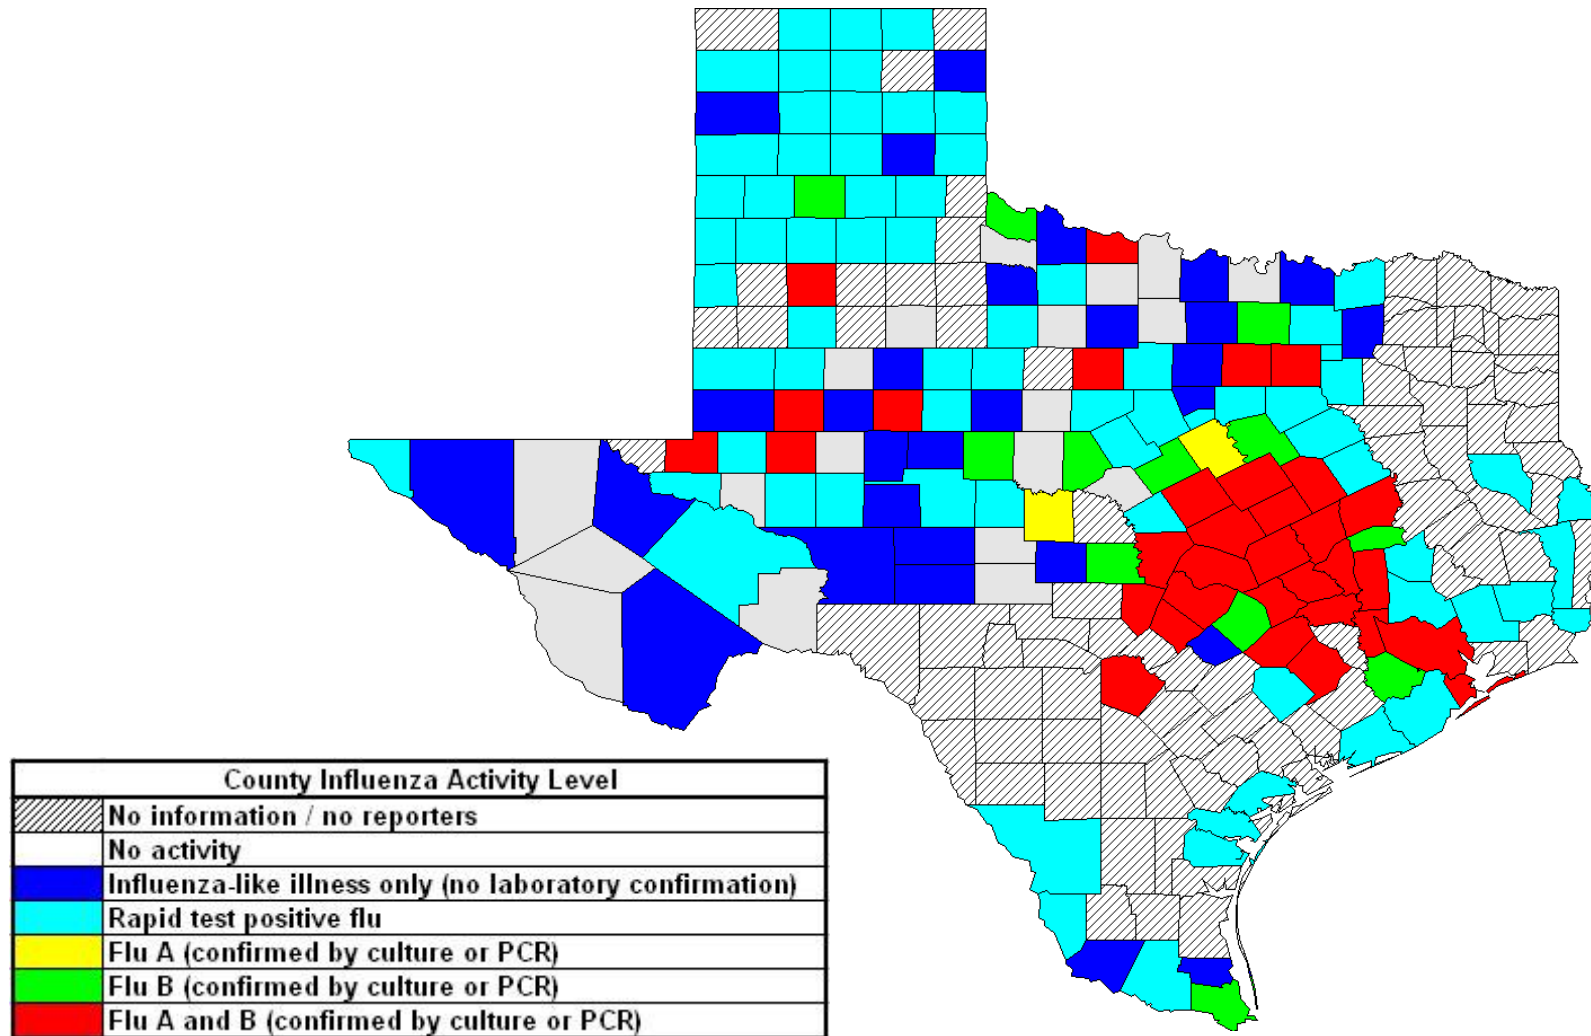 County Influenza Activity Level
No information / no reporters
No activity
Influenza-like illness only (no laboratory confirmation)
Rapid test positive flu
Flu A (confirmed by culture or PCR)
Flu B (confirmed by culture or PCR)
Flu A and B (confirmed by culture or PCR)